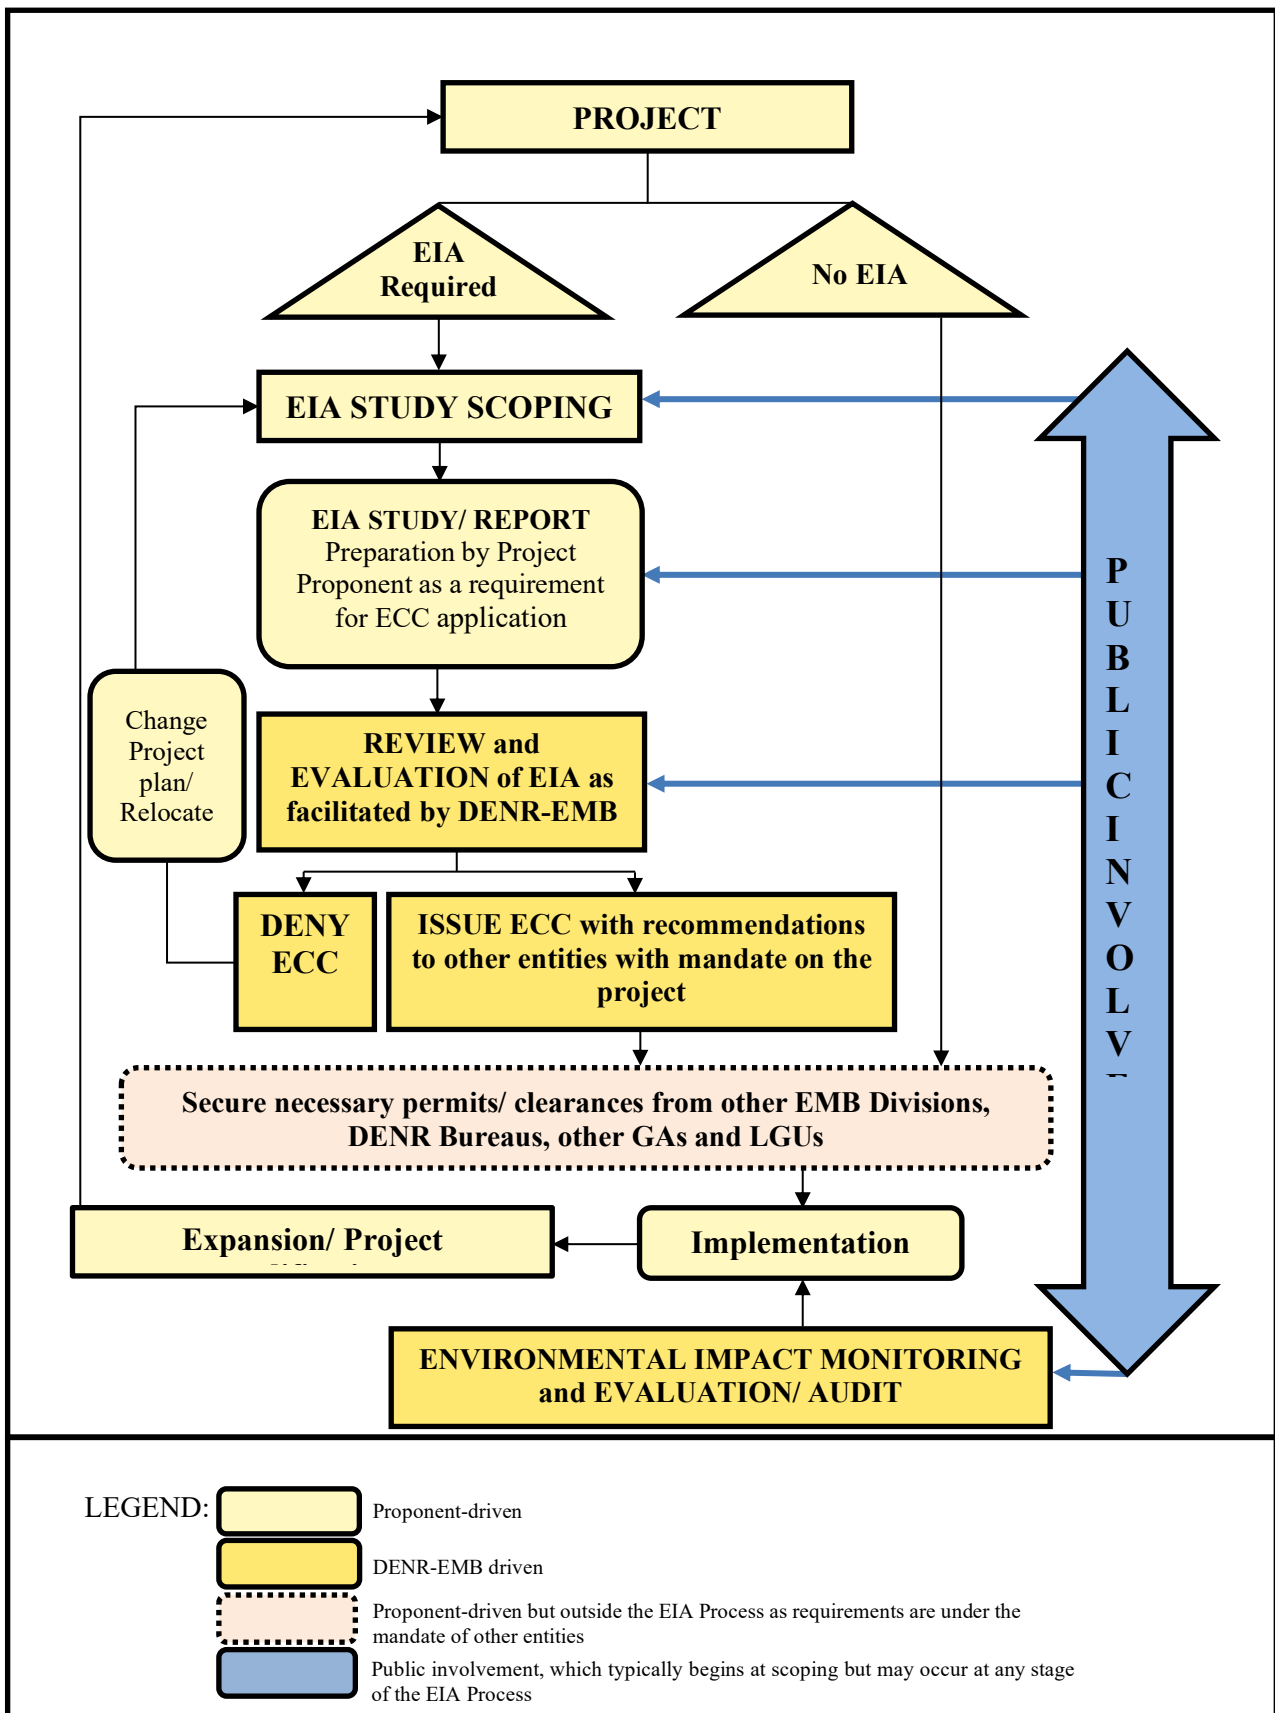 PROJECT
EIA
Required
No EIA
EIA STUDY SCOPING
EIA STUDY/ REPORT
Preparation by Project
Proponent as a requirement
for ECC application
Change
Project
plan/
Relocate
REVIEW and
EVALUATION of EIA as
facilitated by DENR-EMB
DENY
ECC
ISSUE ECC with recommendations
to other entities with mandate on the
project
Secure necessary permits/ clearances from other EMB Divisions,
DENR Bureaus, other GAs and LGUs
Expansion/ Project
Implementation
ENVIRONMENTAL IMPACT MONITORING
and EVALUATION/ AUDIT
P
U
B
L
I
C
I
N
V
O
L
V
LEGEND:
Proponent-driven
DENR-EMB driven
Proponent-driven but outside the EIA Process as requirements are under the
mandate of other entities
Public involvement, which typically begins at scoping but may occur at any stage
of the EIA Process